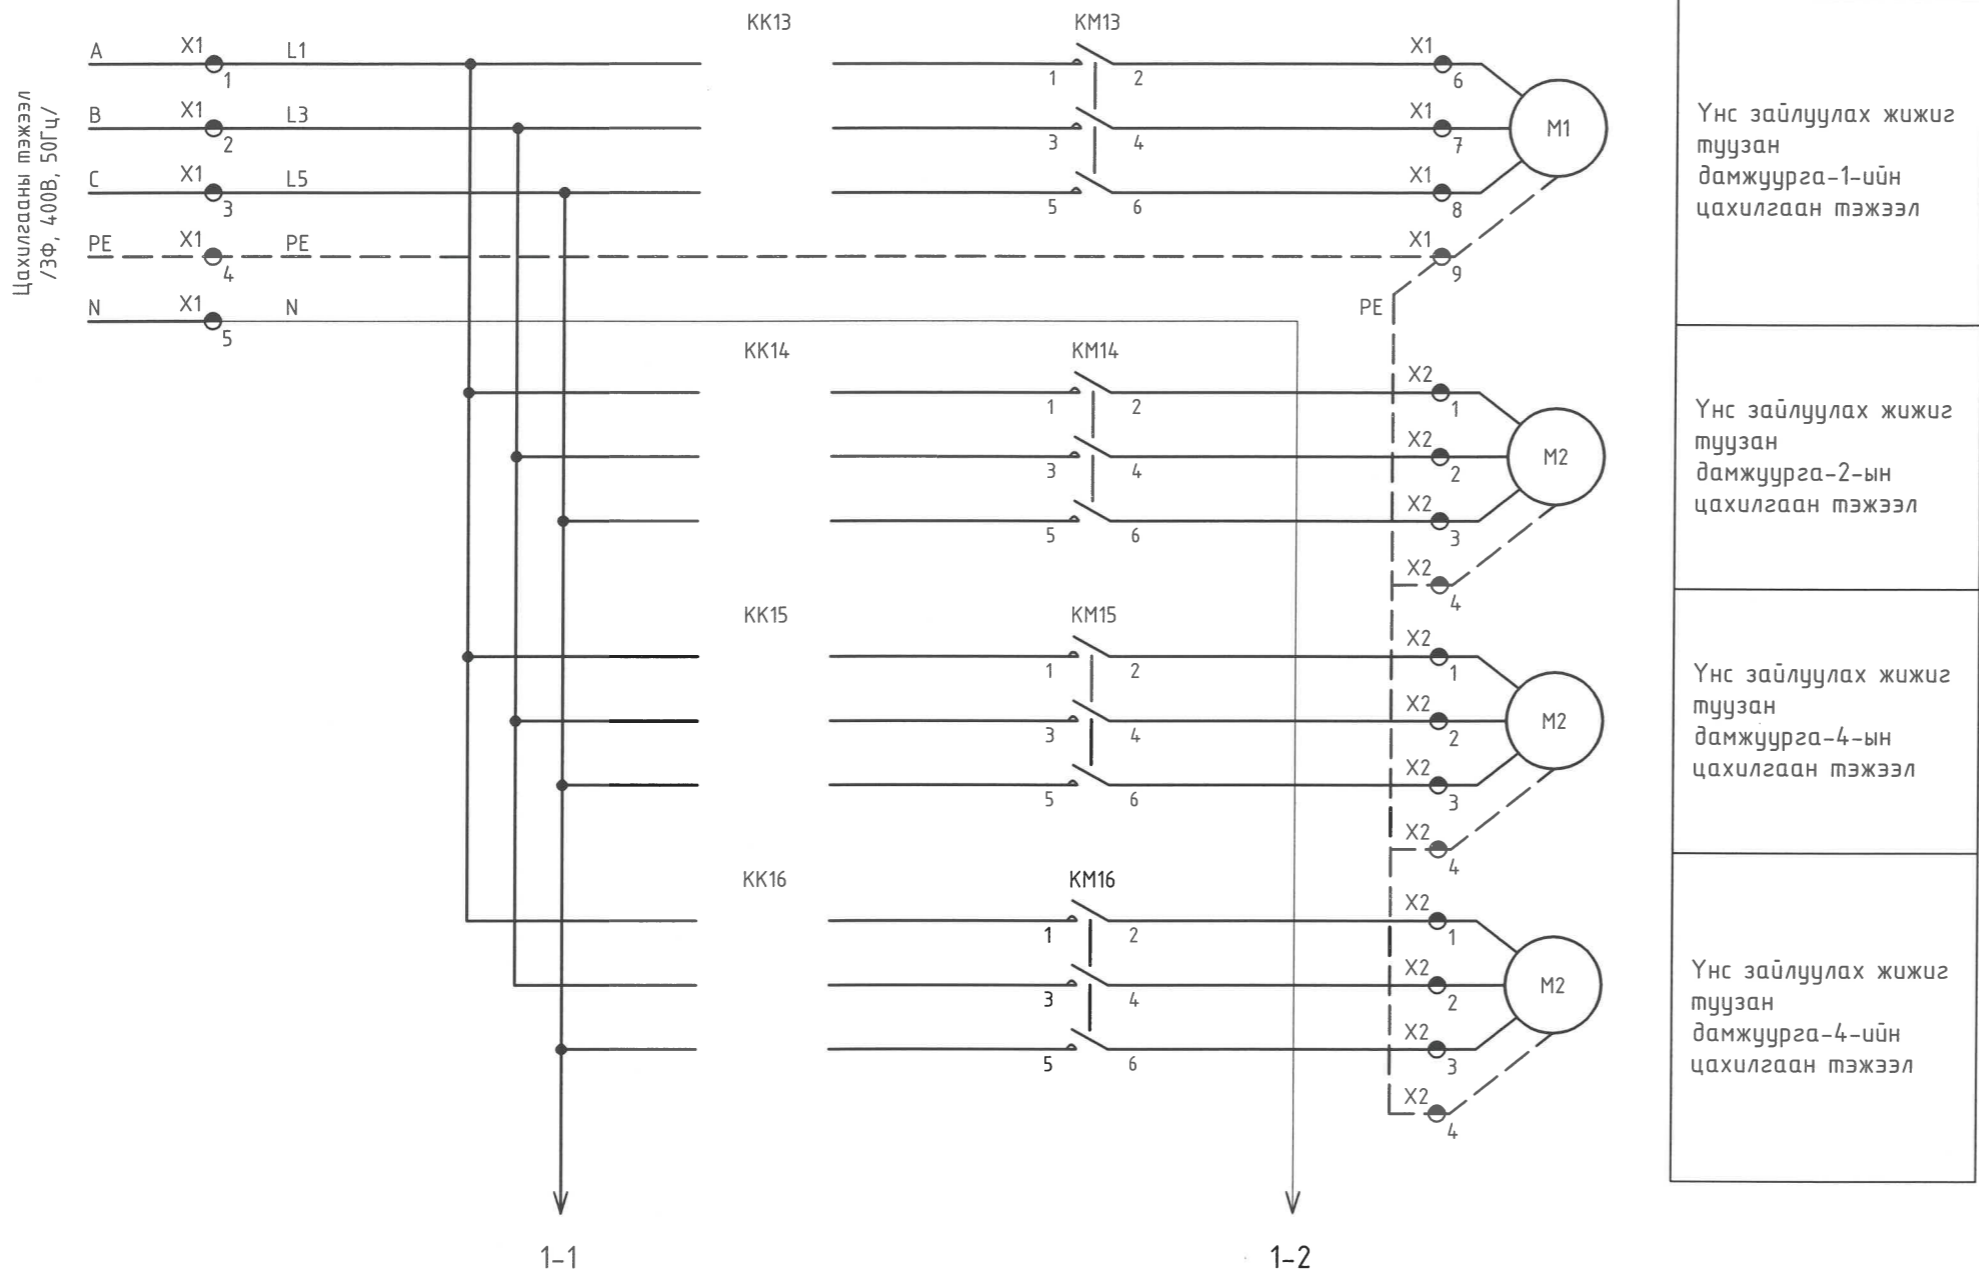 Цахилгааны тэжээл
/3Ф, 400В, 50Гц/
A X1 1 L1
B X1 2 L3
C X1 3 L5
PE X1 4 PE
N X1 5 N
KK13 KM13
1 2 X1 6
3 4 X1 7
5 6 X1 8
X1 9
M1
PE
Үнс зайлуулах жижиг
туузан
дамжуурга-1-ийн
цахилгаан тэжээл
KK14 KM14
1 2 X2 1
3 4 X2 2
5 6 X2 3
X2 4
M2
Үнс зайлуулах жижиг
туузан
дамжуурга-2-ын
цахилгаан тэжээл
KK15 KM15
1 2 X2 1
3 4 X2 2
5 6 X2 3
X2 4
M2
Үнс зайлуулах жижиг
туузан
дамжуурга-4-ын
цахилгаан тэжээл
KK16 KM16
1 2 X2 1
3 4 X2 2
5 6 X2 3
X2 4
M2
Үнс зайлуулах жижиг
туузан
дамжуурга-4-ийн
цахилгаан тэжээл
1-1 1-2